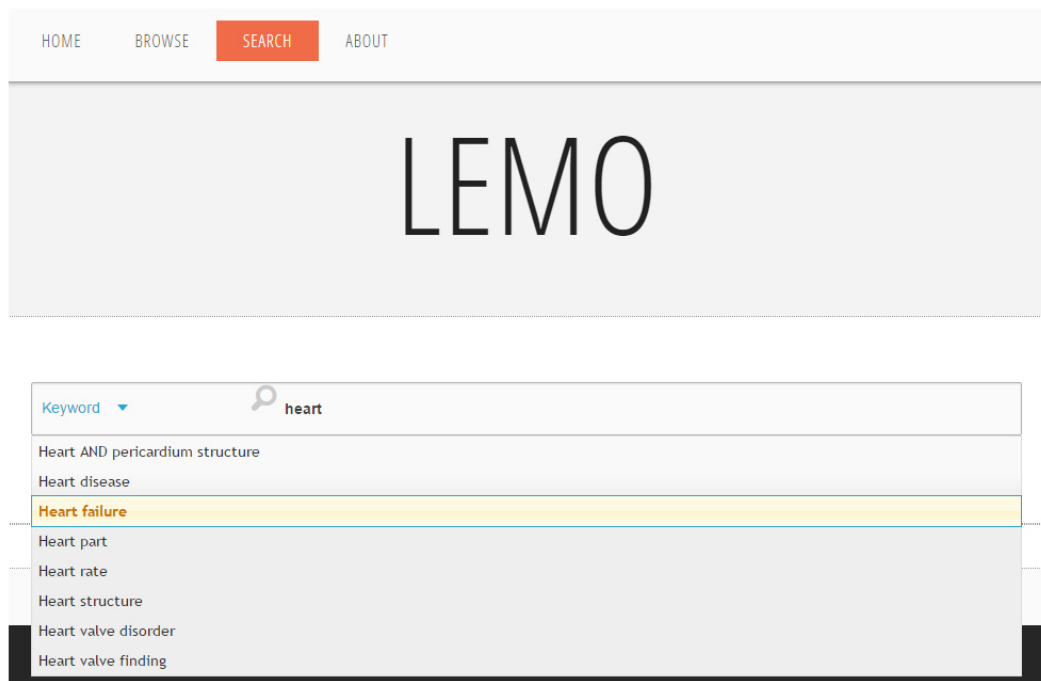 HOME BROWSE SEARCH ABOUT
LEMO
Keyword heart
Heart AND pericardium structure
Heart disease
Heart failure
Heart part
Heart rate
Heart structure
Heart valve disorder
Heart valve finding